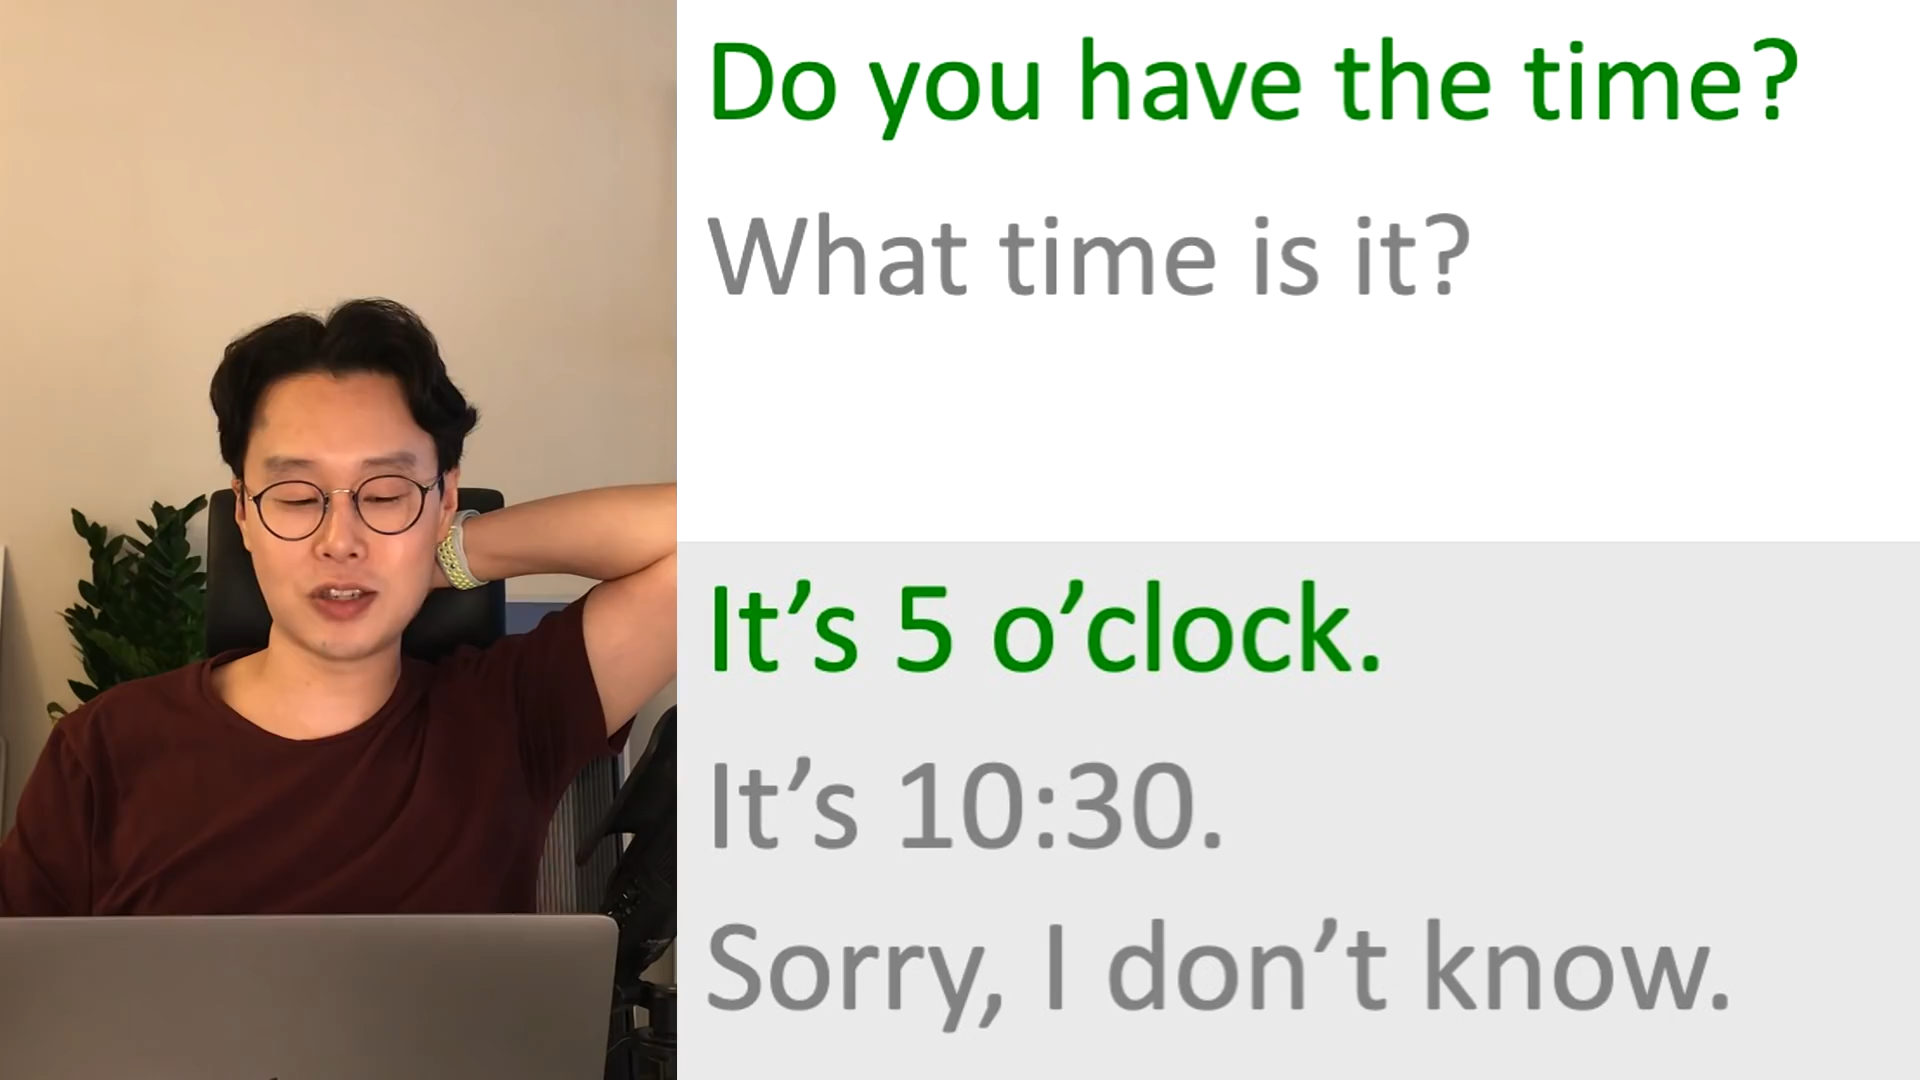 Do you have the time?
What time is it?
It’s 5 o’clock.
It’s 10:30.
Sorry, I don’t know.